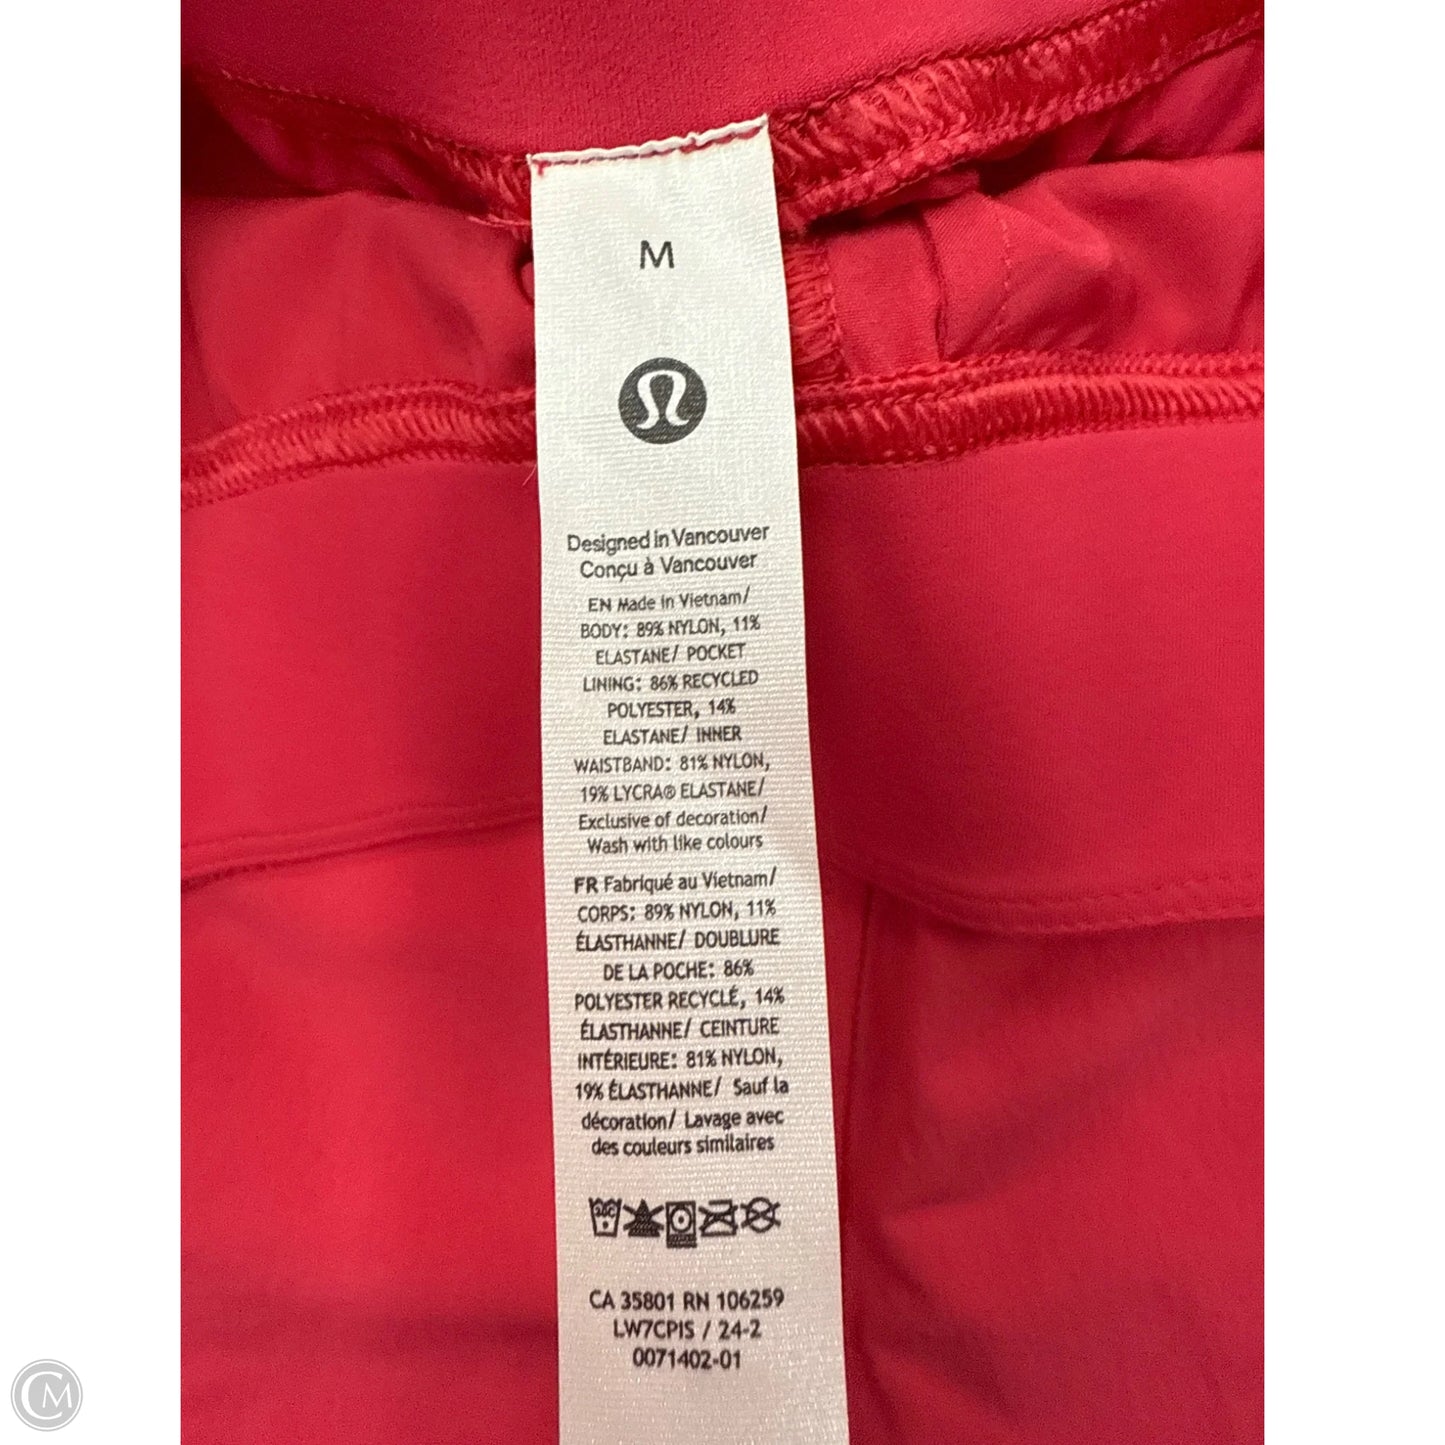 M
Designed in Vancouver
Conçu à Vancouver
EN Made in Vietnam/
BODY: 89% NYLON, 11%
ELASTANE/ POCKET
LINING: 86% RECYCLED
POLYESTER, 14%
ELASTANE/ INNER
WAISTBAND: 81% NYLON,
19% LYCRA® ELASTANE/
Exclusive of decoration/
Wash with like colours
FR Fabriqué au Vietnam/
CORPS: 89% NYLON, 11%
ÉLASTHANNE/ DOUBLURE
DE LA POCHE: 86%
POLYESTER RECYCLÉ, 14%
ÉLASTHANNE/ CEINTURE
INTÉRIEURE: 81% NYLON,
19% ÉLASTHANNE/ Sauf la
décoration/ Lavage avec
des couleurs similaires
CA 35801 RN 106259
LW7CPIS / 24-2
0071402-01
CM